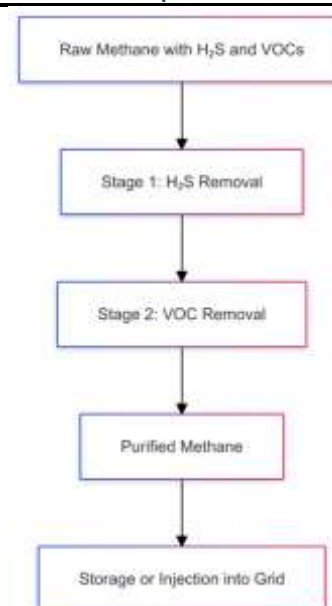 Raw Methane with H₂S and VOCs
Stage 1: H₂S Removal
Stage 2: VOC Removal
Purified Methane
Storage or Injection into Grid